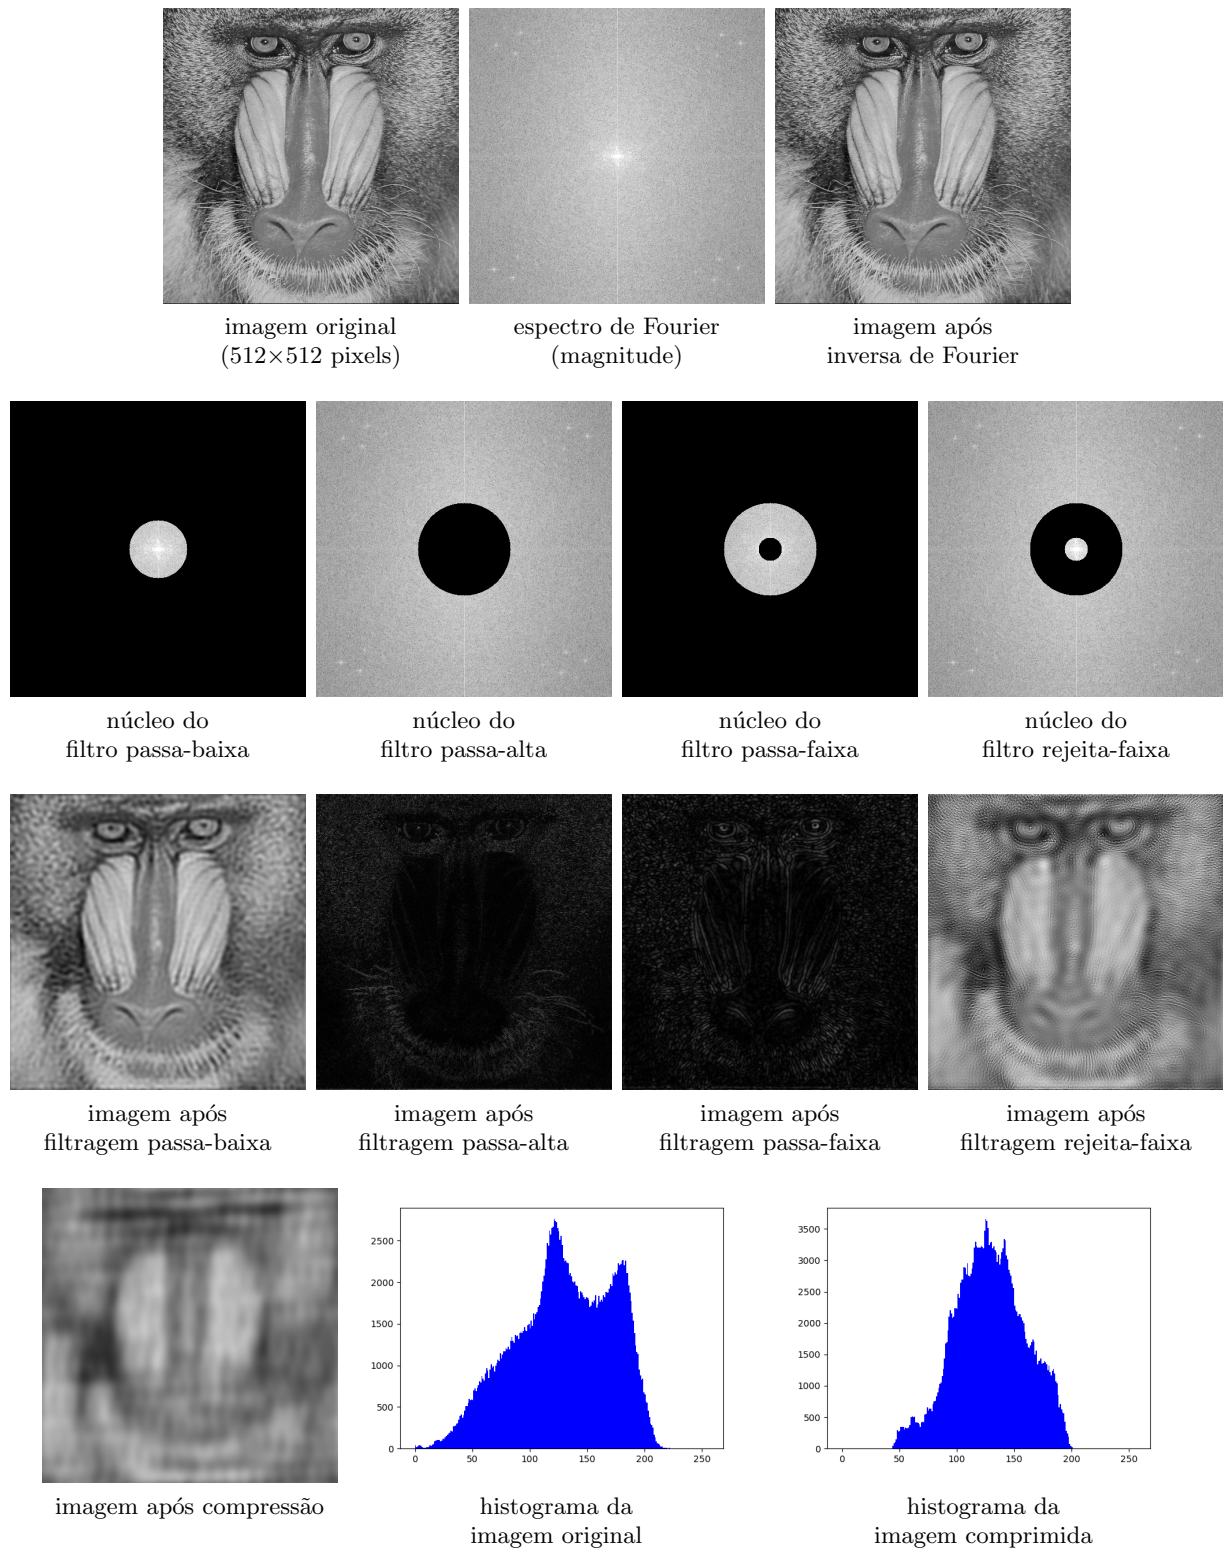 imagem original
(512×512 pixels)
espectro de Fourier
(magnitude)
imagem após
inversa de Fourier
núcleo do
filtro passa-baixa
núcleo do
filtro passa-alta
núcleo do
filtro passa-faixa
núcleo do
filtro rejeita-faixa
imagem após
filtragem passa-baixa
imagem após
filtragem passa-alta
imagem após
filtragem passa-faixa
imagem após
filtragem rejeita-faixa
imagem após compressão
2500
2000
1500
1000
500
0
0 50 100 150 200 250
histograma da
imagem original
3500
3000
2500
2000
1500
1000
500
0
0 50 100 150 200 250
histograma da
imagem comprimida